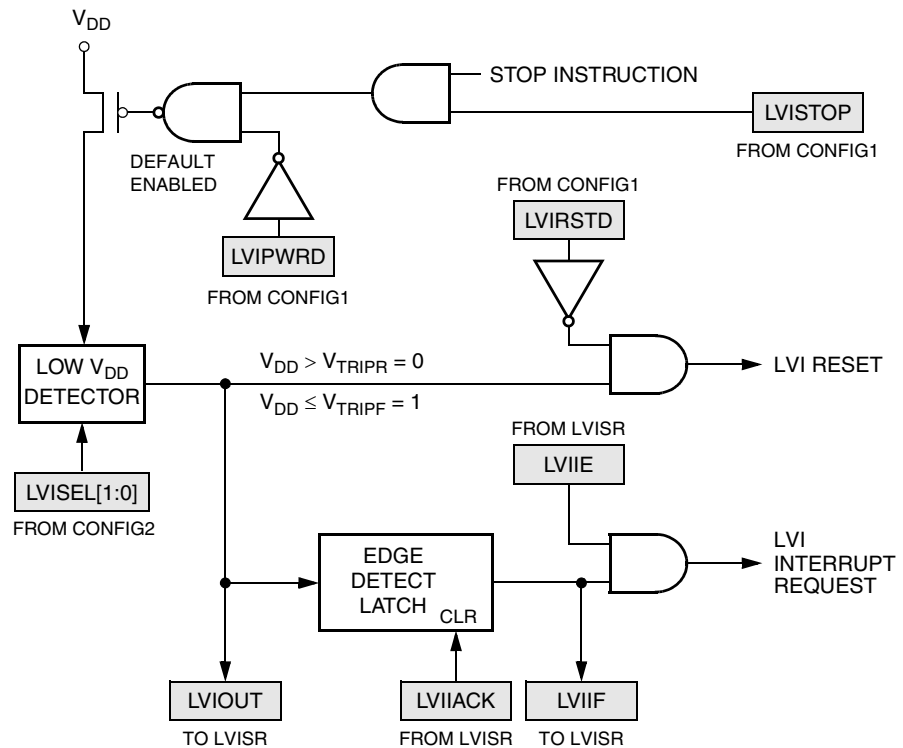 VDD
STOP INSTRUCTION
LVISTOP
FROM CONFIG1
DEFAULT
ENABLED
LVIPWRD
FROM CONFIG1
FROM CONFIG1
LVIRSTD
LOW VDD
DETECTOR
VDD > VTRIPR = 0
VDD ≤ VTRIPF = 1
LVI RESET
LVISEL[1:0]
FROM CONFIG2
FROM LVISR
LVIIE
EDGE
DETECT
LATCH
CLR
LVI
INTERRUPT
REQUEST
LVIOUT
TO LVISR
LVIIACK
FROM LVISR
LVIIF
TO LVISR